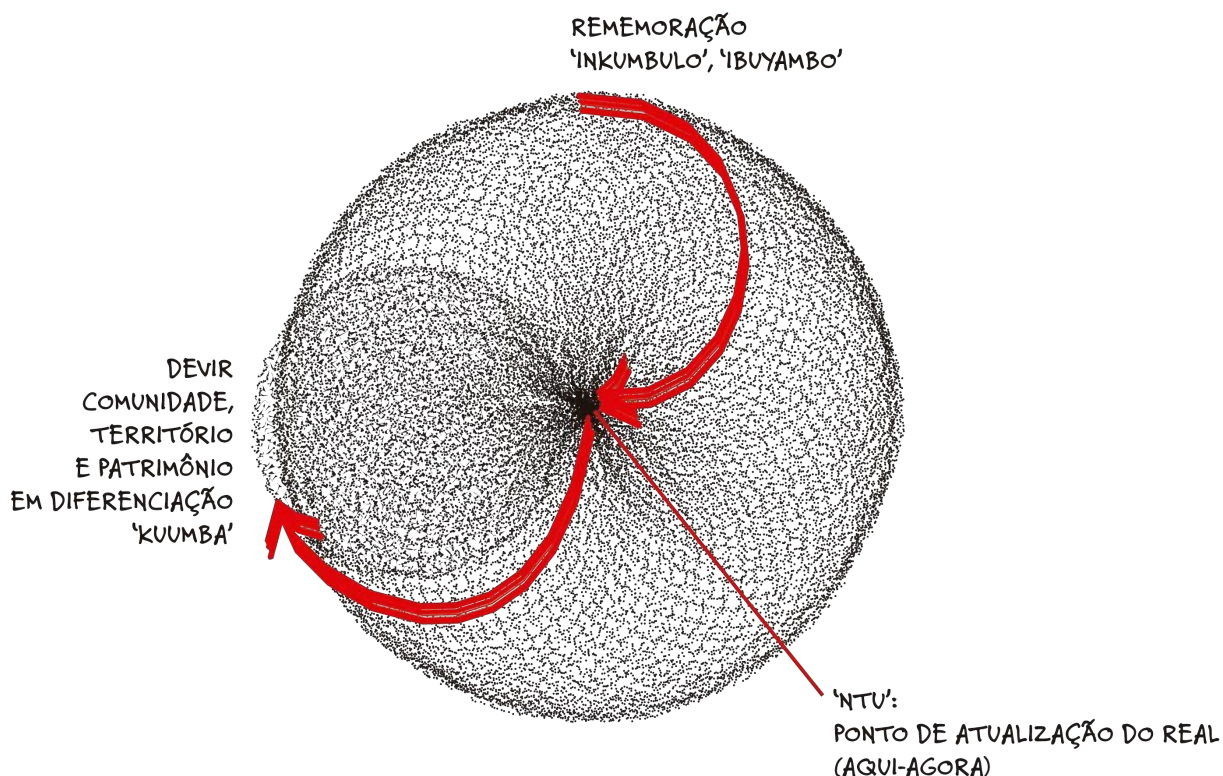 REMEMORAÇÃO
‘INKUMBULO’, ‘IBUYAMBO’
DEVIR
COMUNIDADE,
TERRITÓRIO
E PATRIMÔNIO
EM DIFERENCIAÇÃO
‘KUUMBA’
‘NTU’:
PONTO DE ATUALIZAÇÃO DO REAL
(AQUI-AGORA)